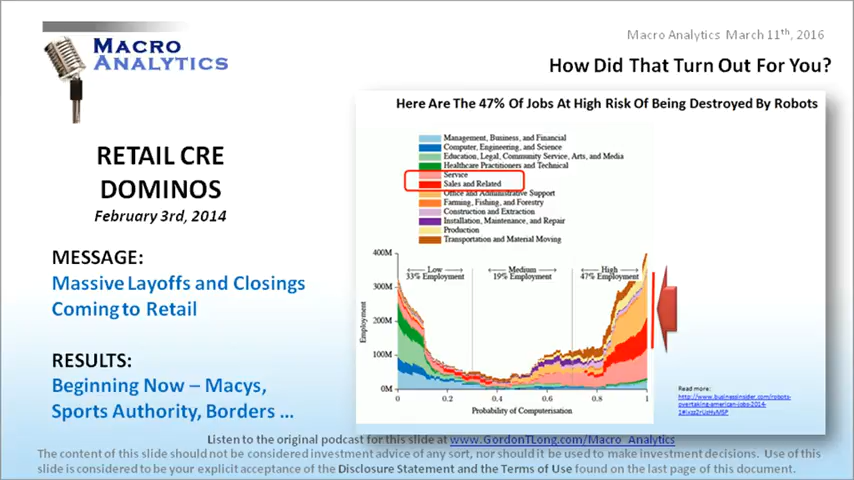 Macro Analytics March 11th, 2016
MACRO
ANALYTICS
How Did That Turn Out For You?
RETAIL CRE
DOMINOS
February 3rd, 2014
MESSAGE:
Massive Layoffs and Closings
Coming to Retail
RESULTS:
Beginning Now – Macys,
Sports Authority, Borders ...
Here Are The 47% Of Jobs At High Risk Of Being Destroyed By Robots
Management, Business, and Financial
Computer, Engineering, and Science
Education, Legal, Community Service, Arts, and Media
Healthcare Practitioners and Technical
Service
Sales and Related
Office and Administrative Support
Farming, Fishing, and Forestry
Construction and Extraction
Installation, Maintenance, and Repair
Production
Transportation and Material Moving
400M
300M
200M
100M
0M
Employment
Low
33% Employment
Medium
19% Employment
High
47% Employment
0 0.2 0.4 0.6 0.8 1
Probability of Computerisation
Read more:
http://www.businessinsider.com/robots-
overtaking-american-jobs-2014-
Listen to the original podcast for this slide at www.GordonTLong.com/Macro_Analytics
The content of this slide should not be considered investment advice of any sort, nor should it be used to make investment decisions. Use of this
slide is considered to be your explicit acceptance of the Disclosure Statement and the Terms of Use found on the last page of this document.